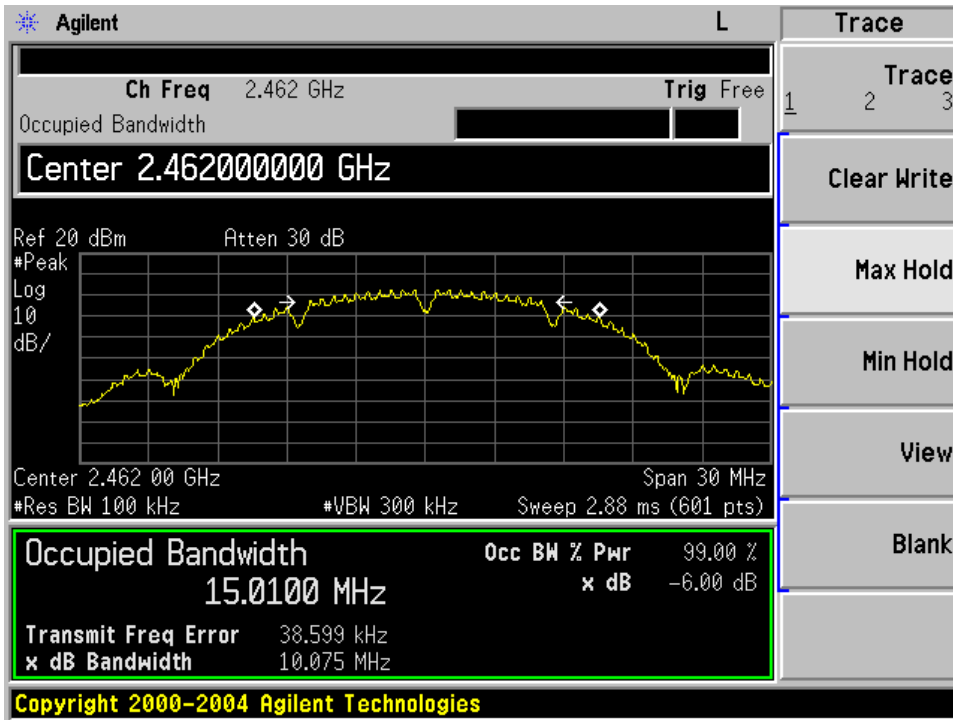 Agilent L Trace
Ch Freq 2.462 GHz Trig Free
Occupied Bandwidth
Center 2.462000000 GHz
Ref 20 dBm Atten 30 dB
#Peak
Log
10
dB/
Center 2.462 00 GHz Span 30 MHz
#Res BW 100 kHz #VBW 300 kHz Sweep 2.88 ms (601 pts)
Occupied Bandwidth Occ BW % Pwr 99.00 %
15.0100 MHz x dB -6.00 dB
Transmit Freq Error 38.599 kHz
x dB Bandwidth 10.075 MHz
Copyright 2000-2004 Agilent Technologies
Trace
1 2 3
Clear Write
Max Hold
Min Hold
View
Blank